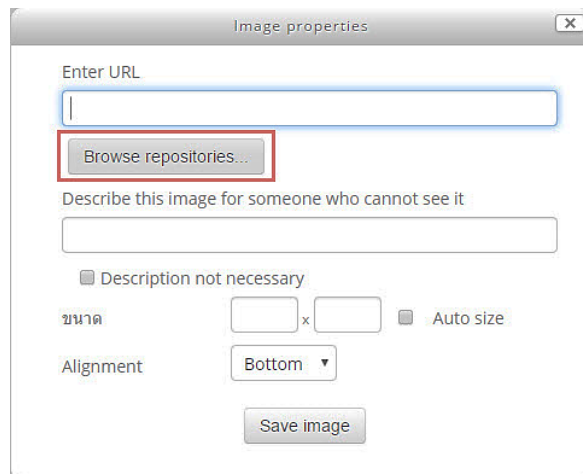 Image properties
Enter URL
Browse repositories...
Describe this image for someone who cannot see it
Description not necessary
ขนาด x Auto size
Alignment Bottom
Save image